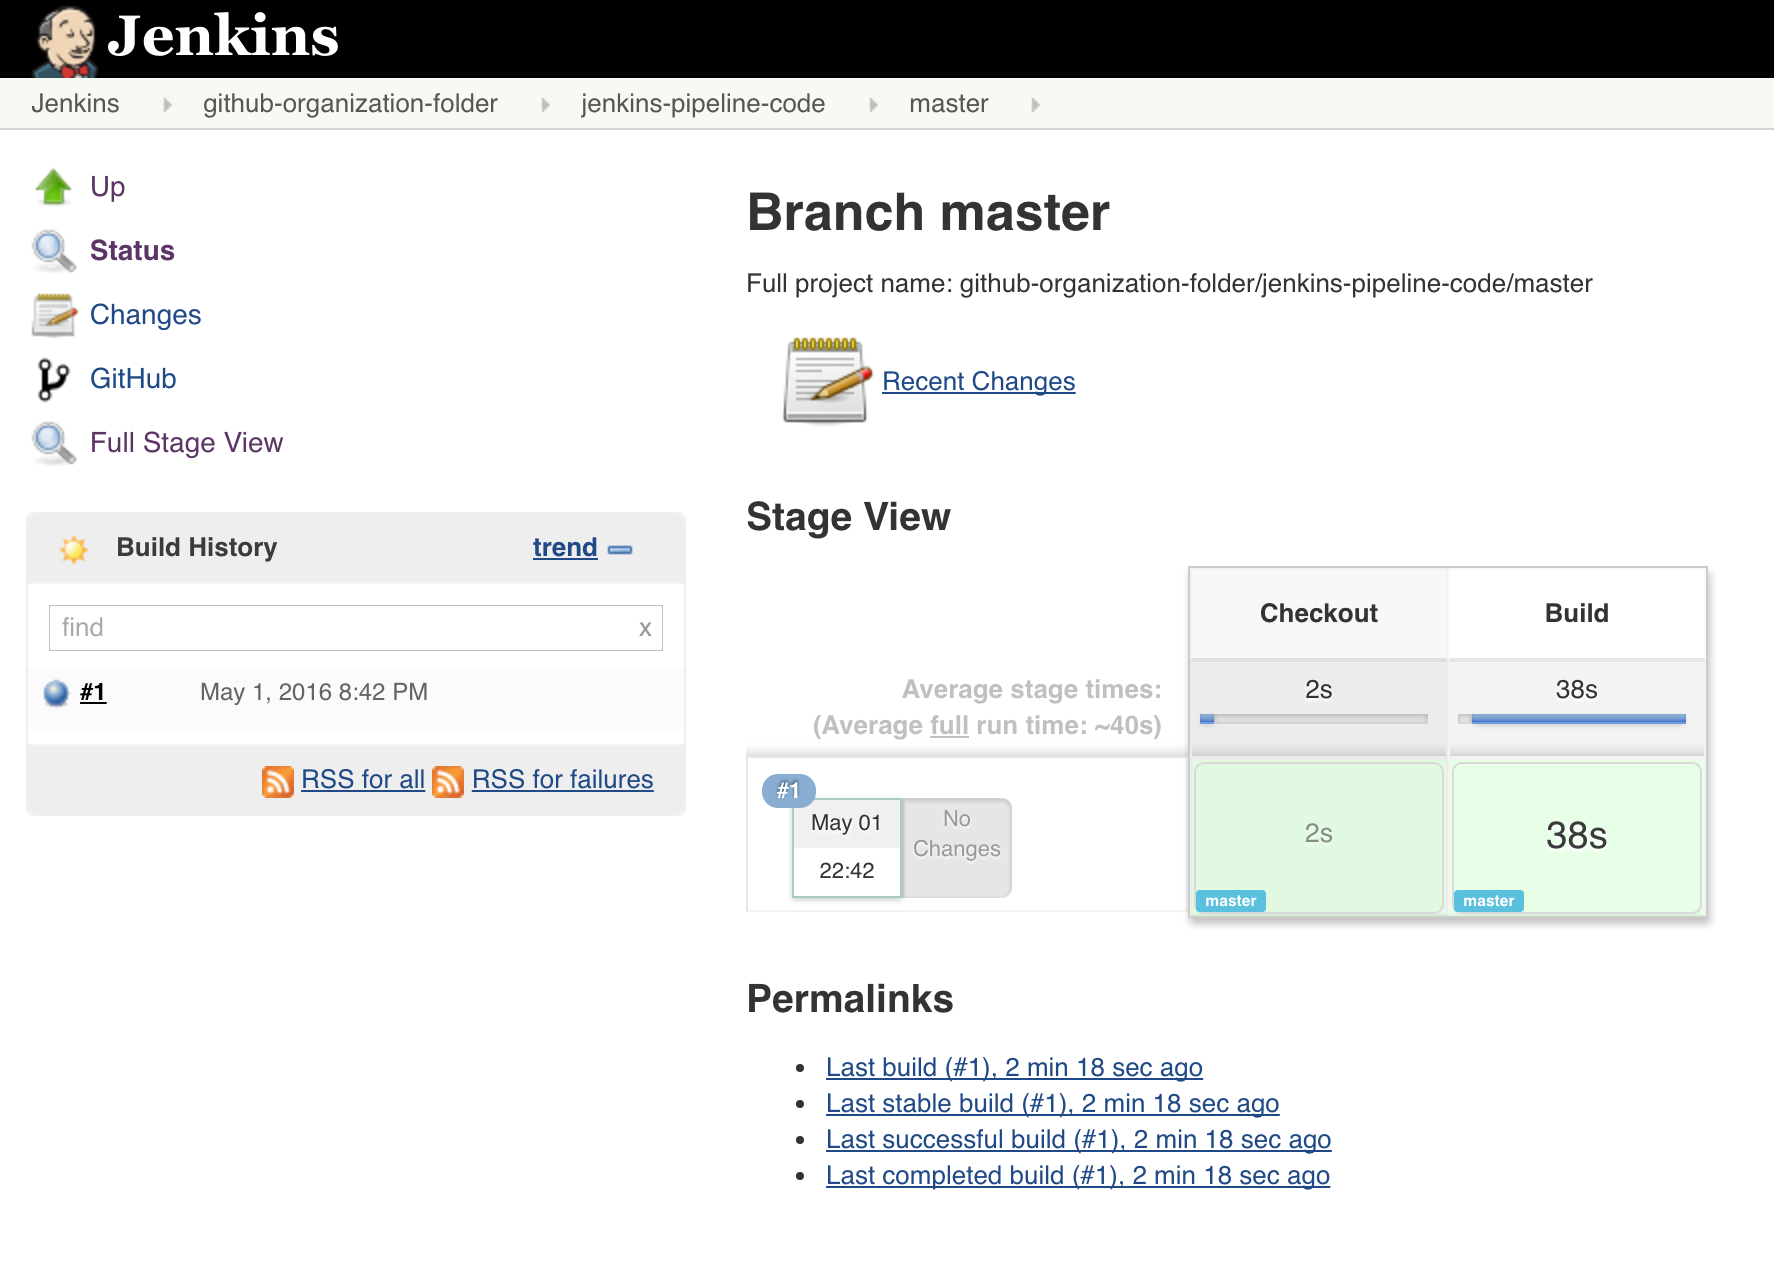 Jenkins
Jenkins github-organization-folder jenkins-pipeline-code master
Up
Status
Changes
GitHub
Full Stage View
Build History trend
find x
#1 May 1, 2016 8:42 PM
RSS for all RSS for failures
Branch master
Full project name: github-organization-folder/jenkins-pipeline-code/master
Recent Changes
Stage View
Checkout Build
Average stage times: 2s 38s
(Average full run time: ~40s)
#1
May 01
22:42
No
Changes
2s
master
38s
master
Permalinks
Last build (#1), 2 min 18 sec ago
Last stable build (#1), 2 min 18 sec ago
Last successful build (#1), 2 min 18 sec ago
Last completed build (#1), 2 min 18 sec ago